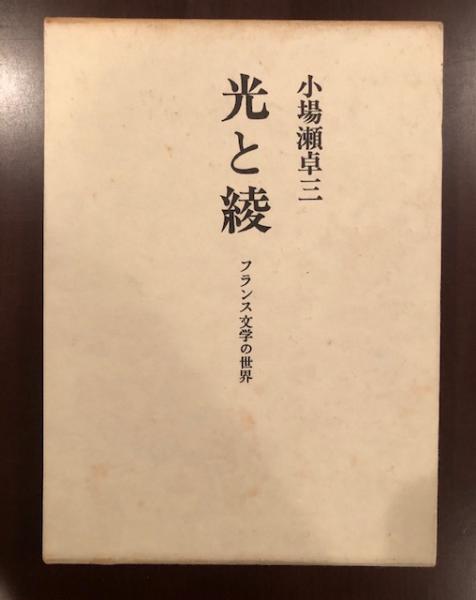 小場瀬卓三
光と綾
フランス文学の世界